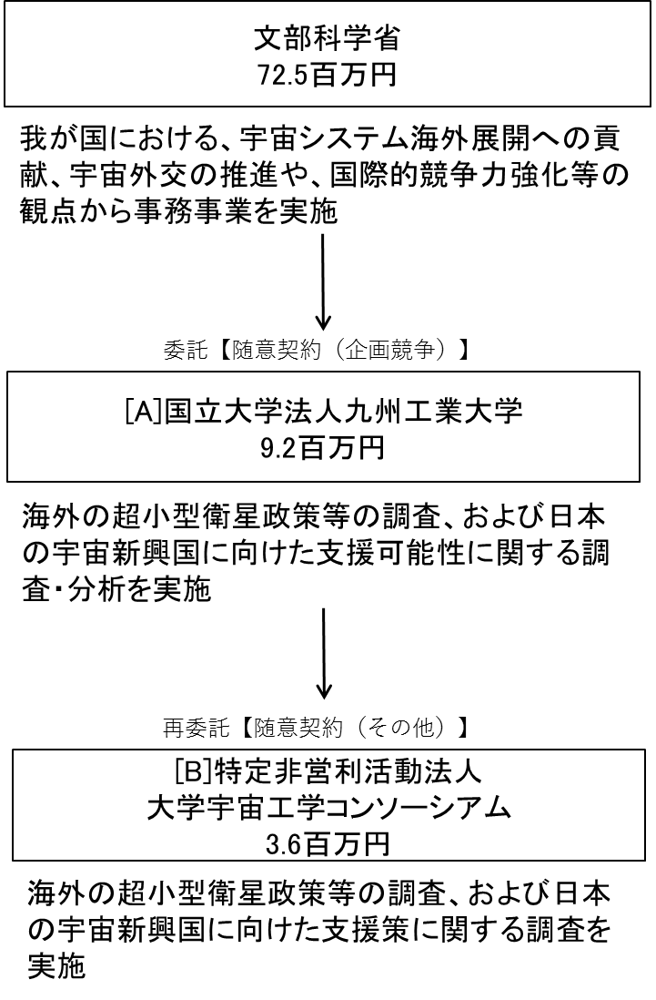 文部科学省
72.5百万円
我が国における、宇宙システム海外展開への貢
献、宇宙外交の推進や、国際的競争力強化等の
観点から事務事業を実施
委託【随意契約（企画競争）】
[A]国立大学法人九州工業大学
9.2百万円
海外の超小型衛星政策等の調査、および日本
の宇宙新興国に向けた支援可能性に関する調
査・分析を実施
再委託【随意契約（その他）】
[B]特定非営利活動法人
大学宇宙工学コンソーシアム
3.6百万円
海外の超小型衛星政策等の調査、および日本
の宇宙新興国に向けた支援策に関する調査を
実施